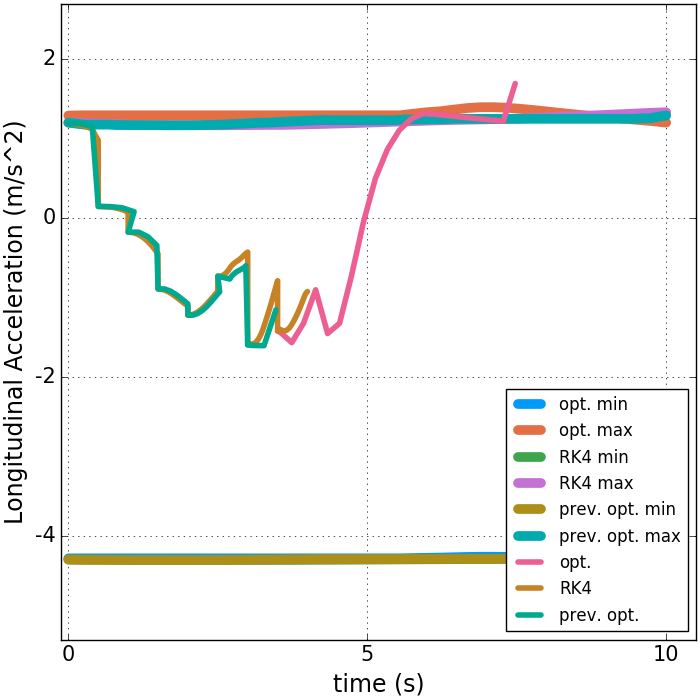 Longitudinal Acceleration (m/s^2)
2
0
-2
-4
0
5
10
time (s)
opt. min
opt. max
RK4 min
RK4 max
prev. opt. min
prev. opt. max
opt.
RK4
prev. opt.